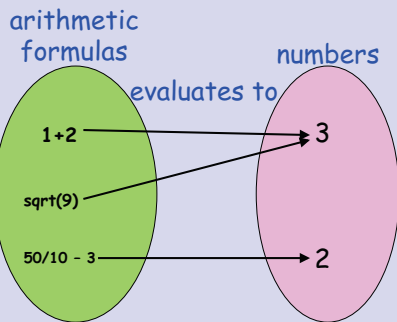 arithmetic
formulas
numbers
evaluates to
1+2
3
sqrt(9)
50/10 - 3
2